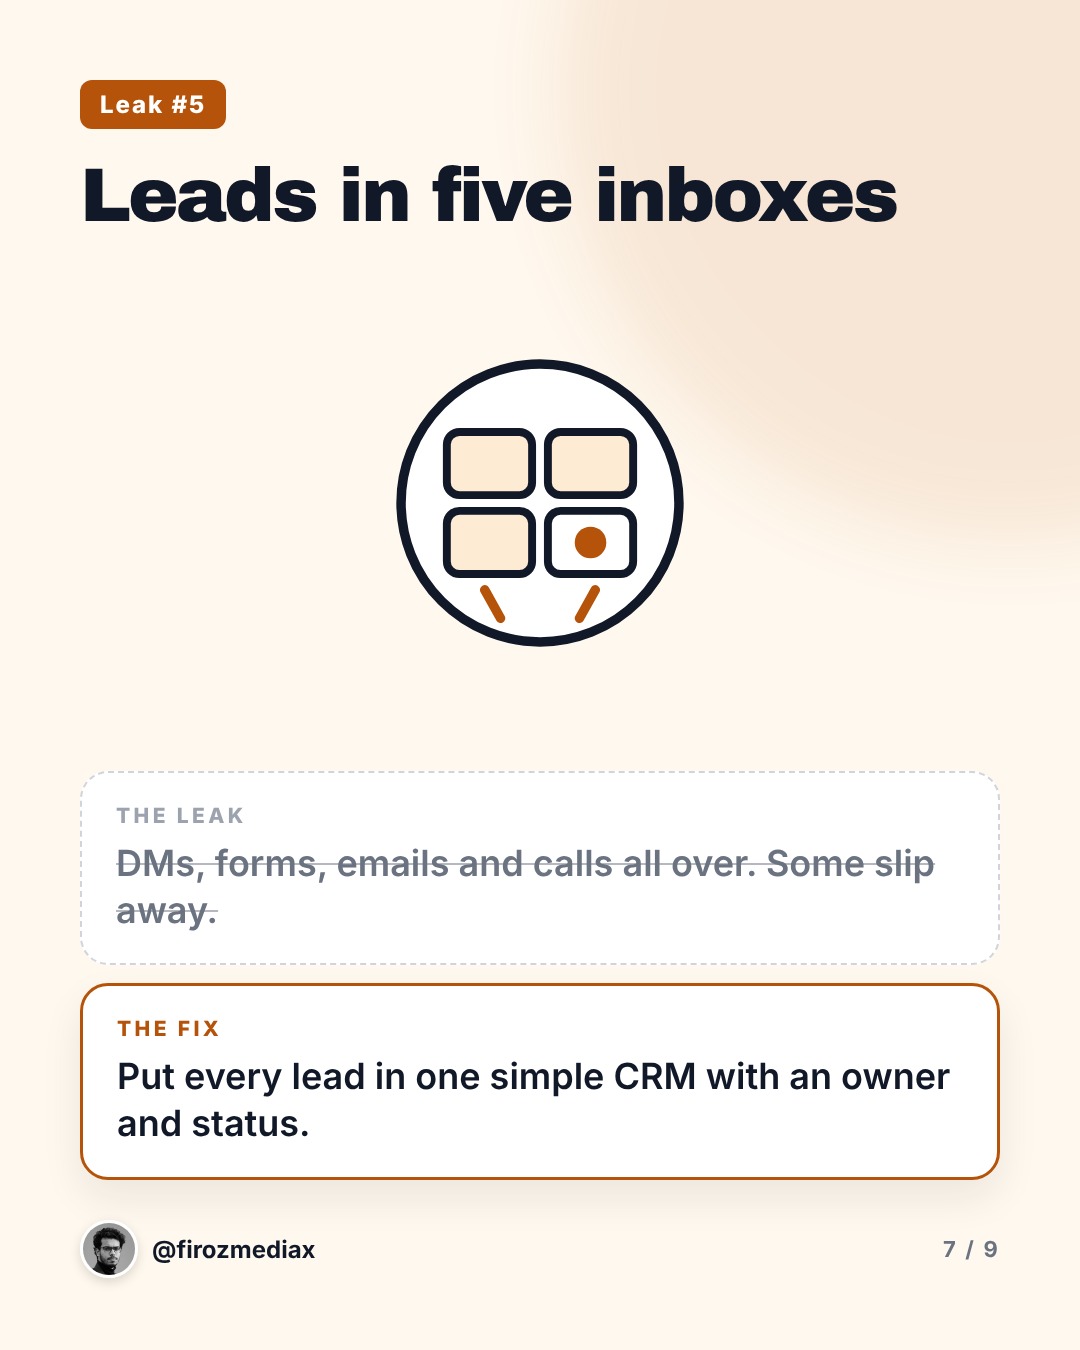 Leak #5
Leads in five inboxes
THE LEAK
DMs, forms, emails and calls all over. Some slip
away.
THE FIX
Put every lead in one simple CRM with an owner
and status.
@firozmediax
7 / 9